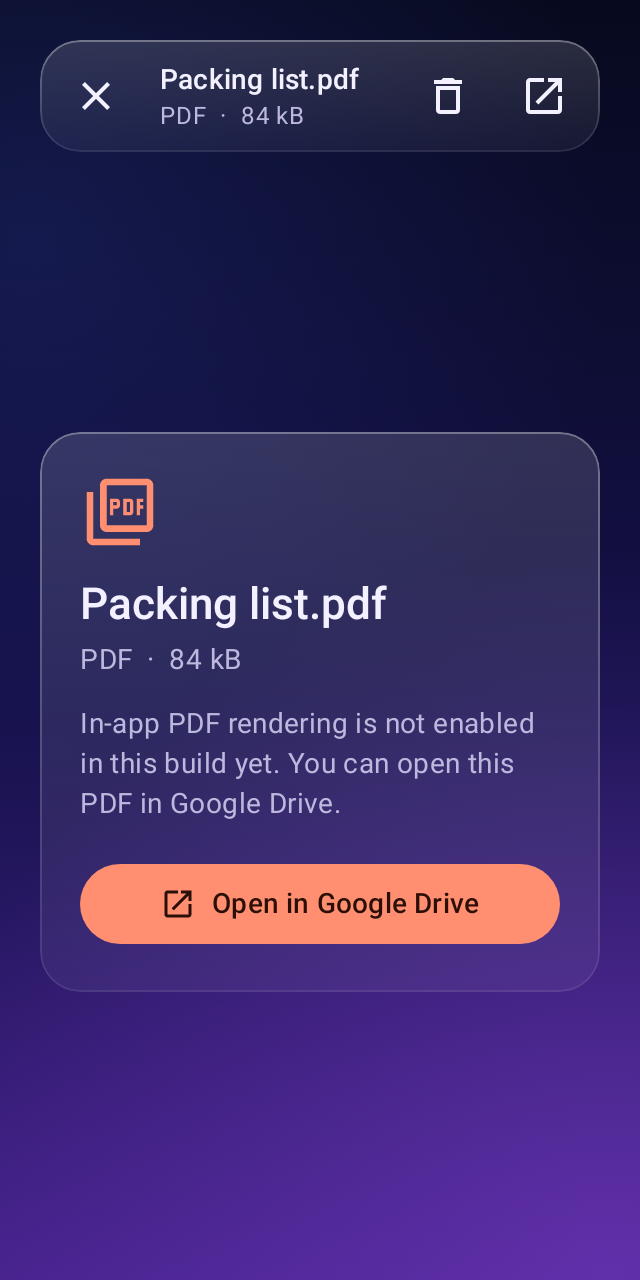 Packing list.pdf
PDF · 84 kB
PDF
Packing list.pdf
PDF · 84 kB
In-app PDF rendering is not enabled
in this build yet. You can open this
PDF in Google Drive.
Open in Google Drive